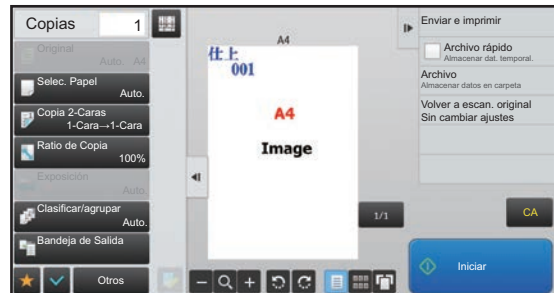 Copias
1
Original
Auto. A4
Selec. Papel
Auto.
Copia 2-Caras
1-Cara→1-Cara
Ratio de Copia
100%
Exposición
Auto.
Clasificar/agrupar
Auto.
Bandeja de Salida
Otros
A4
仕上
001
A4
Image
1/1
Enviar e imprimir
Archivo rápido
Almacenar dat. temporal.
Archivo
Almacenar datos en carpeta
Volver a escan. original
Sin cambiar ajustes
CA
Iniciar